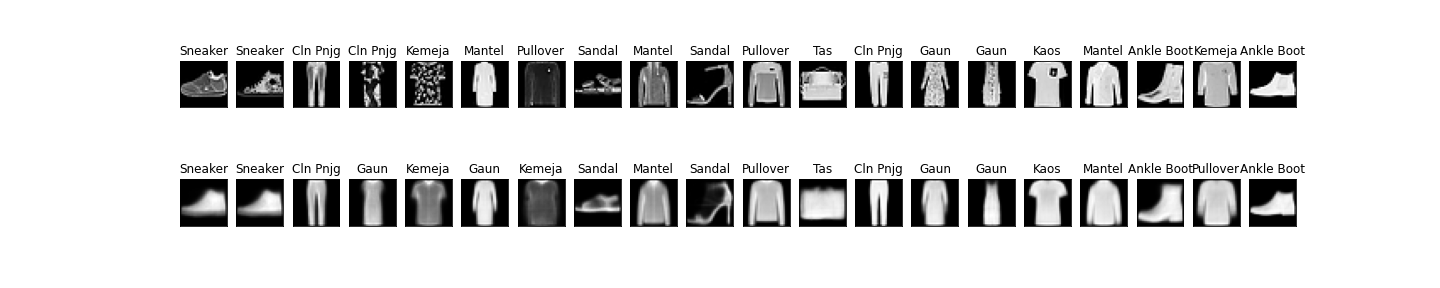 Sneaker Sneaker Cln Pnjg Cln Pnjg Kemeja Mantel Pullover Sandal Mantel Sandal Pullover Tas Cln Pnjg Gaun Gaun Kaos Mantel Ankle Boot Kemeja Ankle Boot
Sneaker Sneaker Cln Pnjg Gaun Kemeja Gaun Kemeja Sandal Mantel Sandal Pullover Tas Cln Pnjg Gaun Gaun Kaos Mantel Ankle Boot Pullover Ankle Boot